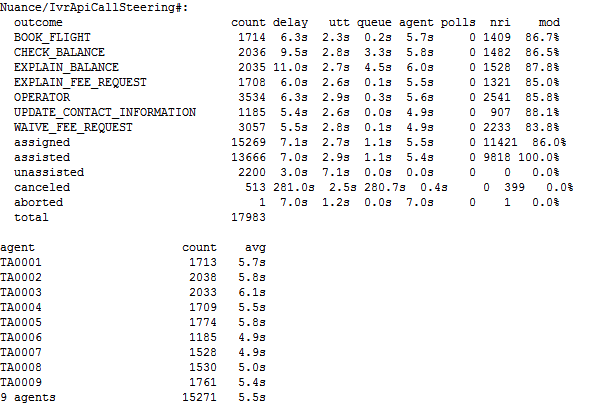 Nuance/IvrApiCallSteering#:
outcome count delay utt queue agent polls nri mod
BOOK_FLIGHT 1714 6.3s 2.3s 0.2s 5.7s 0 1409 86.7%
CHECK_BALANCE 2036 9.5s 2.8s 3.3s 5.8s 0 1482 86.5%
EXPLAIN_BALANCE 2035 11.0s 2.7s 4.5s 6.0s 0 1528 87.8%
EXPLAIN_FEE_REQUEST 1708 6.0s 2.6s 0.1s 5.5s 0 1321 85.0%
OPERATOR 3534 6.3s 2.9s 0.3s 5.6s 0 2541 85.8%
UPDATE_CONTACT_INFORMATION 1185 5.4s 2.6s 0.0s 4.9s 0 907 88.1%
WAIVE_FEE_REQUEST 3057 5.5s 2.8s 0.1s 4.9s 0 2233 83.8%
assigned 15269 7.1s 2.7s 1.1s 5.5s 0 11421 86.0%
assisted 13666 7.0s 2.9s 1.1s 5.4s 0 9818 100.0%
unassisted 2200 3.0s 7.1s 0.0s 0.0s 0 0 0.0%
canceled 513 281.0s 2.5s 280.7s 0.4s 0 399 0.0%
aborted 1 7.0s 1.2s 0.0s 7.0s 0 1 0.0%
total 17983
agent count avg
TA0001 1713 5.7s
TA0002 2038 5.8s
TA0003 2033 6.1s
TA0004 1709 5.5s
TA0005 1774 5.8s
TA0006 1185 4.9s
TA0007 1528 4.9s
TA0008 1530 5.0s
TA0009 1761 5.4s
9 agents 15271 5.5s